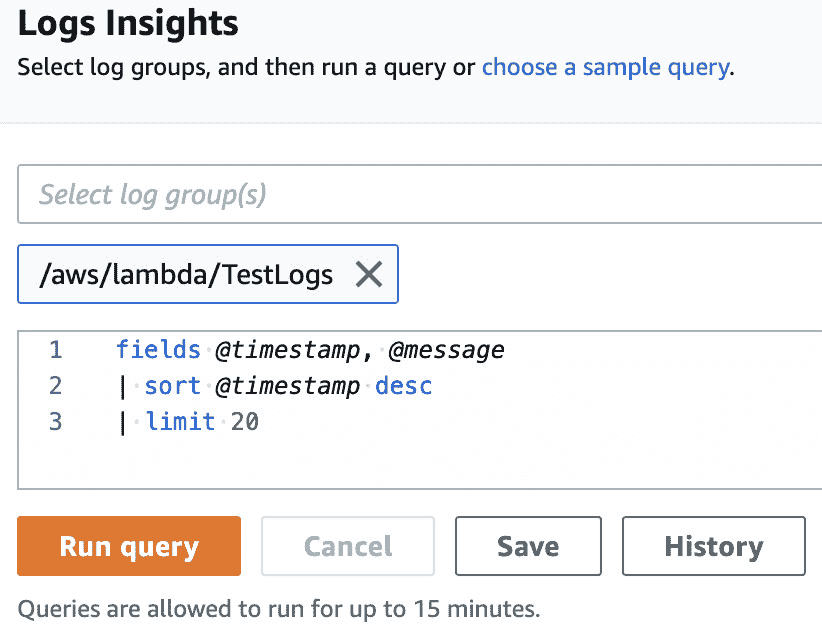 Logs Insights
Select log groups, and then run a query or choose a sample query.
Select log group(s)
/aws/lambda/TestLogs
1 fields @timestamp, @message
2 | sort @timestamp desc
3 | limit 20
Run query Cancel Save History
Queries are allowed to run for up to 15 minutes.